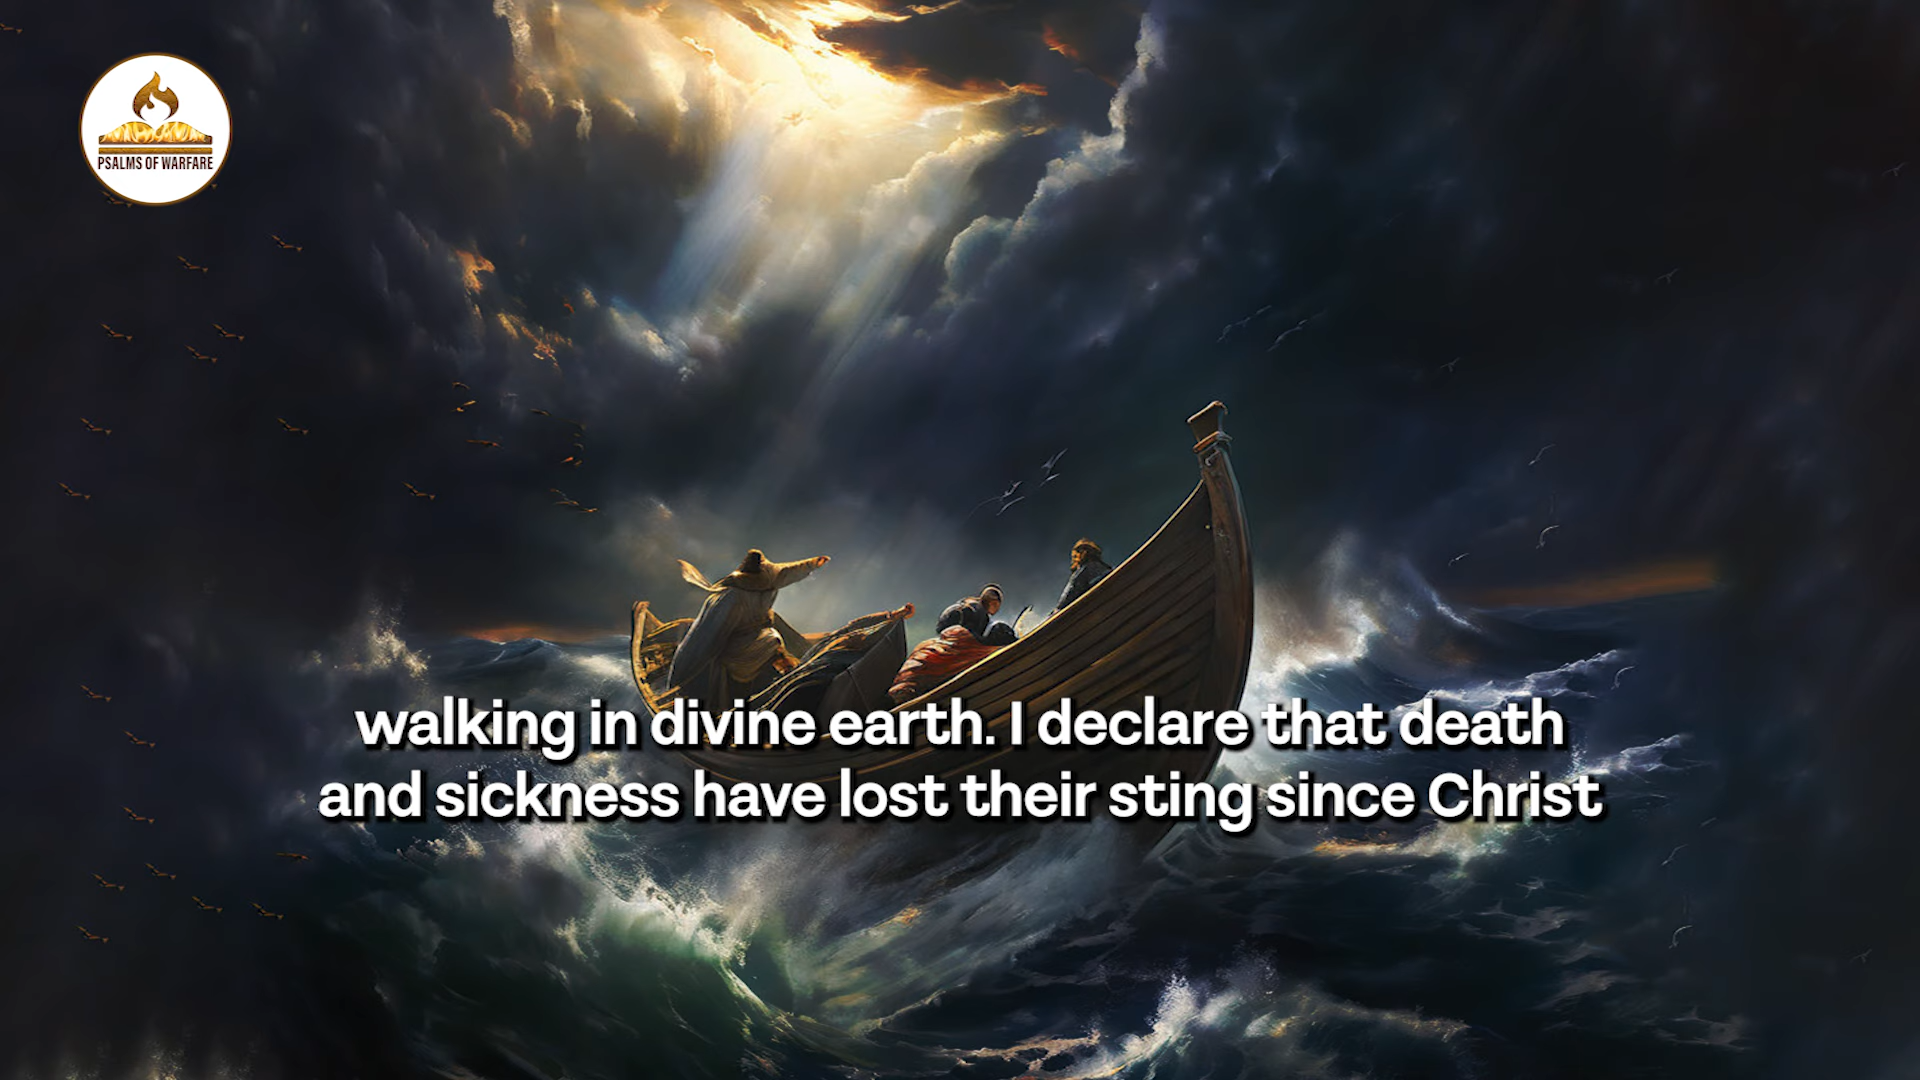 PSALMS OF WARFARE
walking in divine earth. I declare that death
and sickness have lost their sting since Christ